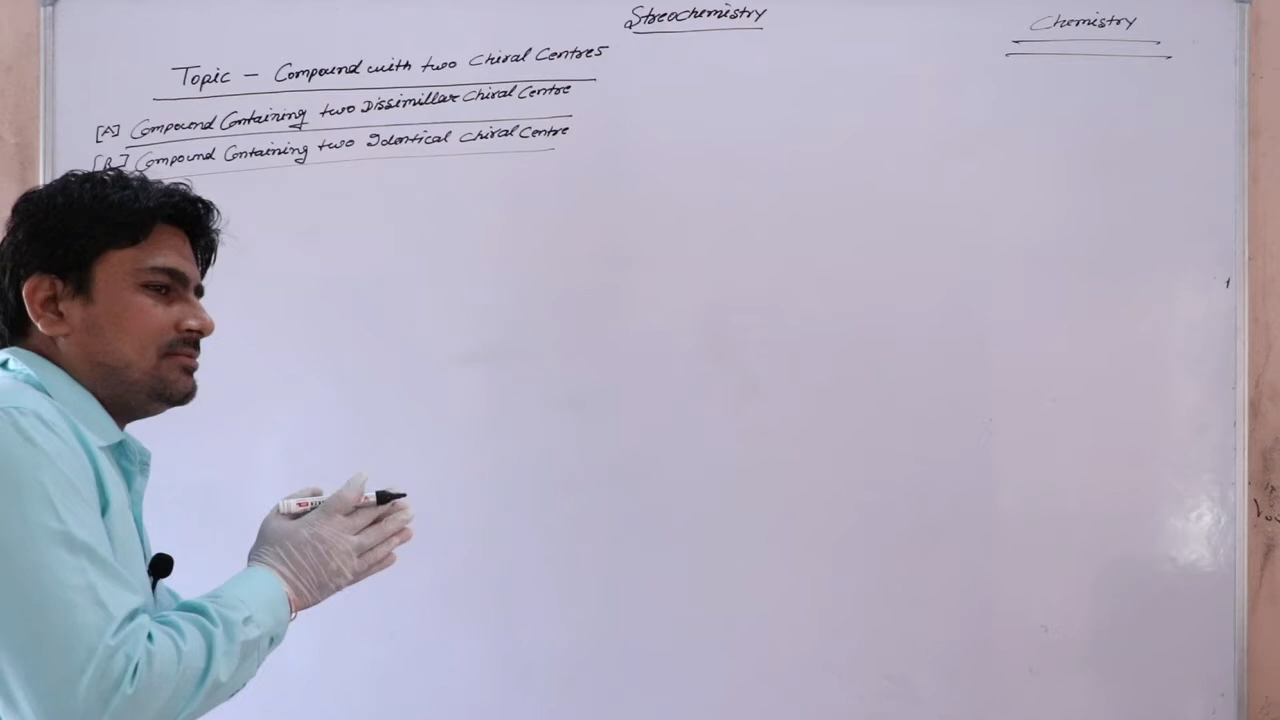 Streochemistry
Chemistry
Topic - Compound with two Chiral Centres
[A] Compound Containing two Dissimillar Chiral Centre
[B] Compound Containing two Identical Chiral Centre